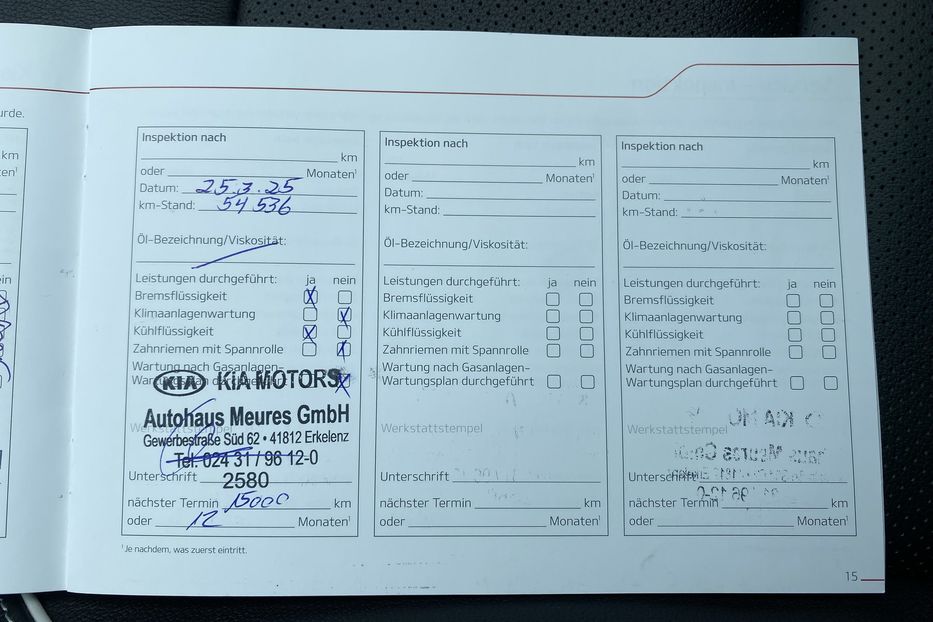 urde.
km
en¹
ein
Inspektion nach
km
oder Monaten¹
Datum: 25.3.25
km-Stand: 54 536
Öl-Bezeichnung/Viskosität:
Leistungen durchgeführt: ja nein
Bremsflüssigkeit X
Klimaanlagenwartung X
Kühlflüssigkeit X
Zahnriemen mit Spannrolle X
Wartung nach Gasanlagen-
Wartungsplan durchgeführt X
KIA KIA MOTORS
Autohaus Meures GmbH
Werkstattstempel
Gewerbestraße Süd 62 • 41812 Erkelenz
Tel. 024 31 / 96 12-0
Unterschrift
2580
nächster Termin 15000 km
oder 12 Monaten¹
¹ Je nachdem, was zuerst eintritt.
Inspektion nach
km
oder Monaten¹
Datum:
km-Stand:
Öl-Bezeichnung/Viskosität:
Leistungen durchgeführt: ja nein
Bremsflüssigkeit
Klimaanlagenwartung
Kühlflüssigkeit
Zahnriemen mit Spannrolle
Wartung nach Gasanlagen-
Wartungsplan durchgeführt
Werkstattstempel
Unterschrift
nächster Termin km
oder Monaten¹
Inspektion nach
km
oder Monaten¹
Datum:
km-Stand:
Öl-Bezeichnung/Viskosität:
Leistungen durchgeführt: ja nein
Bremsflüssigkeit
Klimaanlagenwartung
Kühlflüssigkeit
Zahnriemen mit Spannrolle
Wartung nach Gasanlagen-
Wartungsplan durchgeführt
Werkstattstempel
Unterschrift
nächster Termin km
oder Monaten¹
15